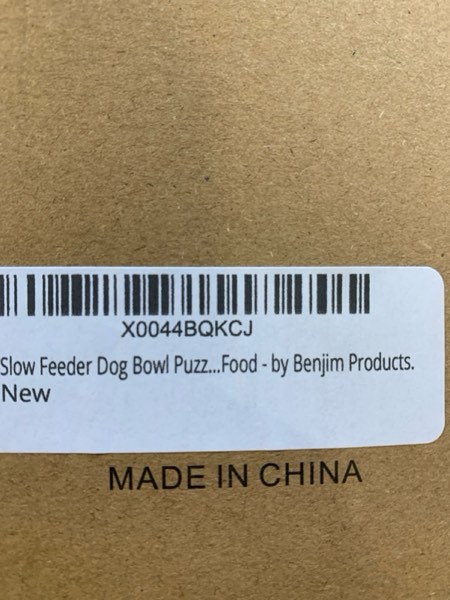 X0044BQKCJ
Slow Feeder Dog Bowl Puzz...Food - by Benjim Products.
New
MADE IN CHINA